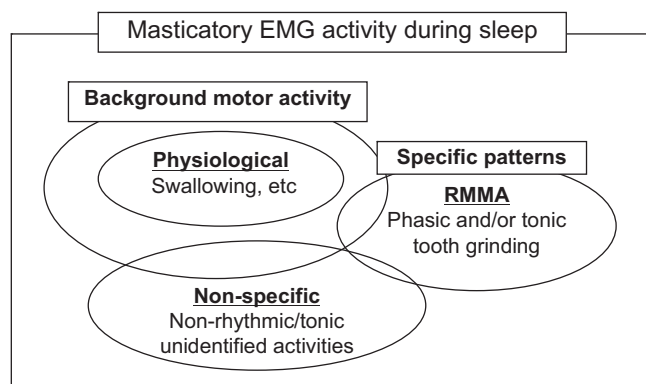 Masticatory EMG activity during sleep
Background motor activity
Physiological
Swallowing, etc
Specific patterns
RMMA
Phasic and/or tonic
tooth grinding
Non-specific
Non-rhythmic/tonic
unidentified activities